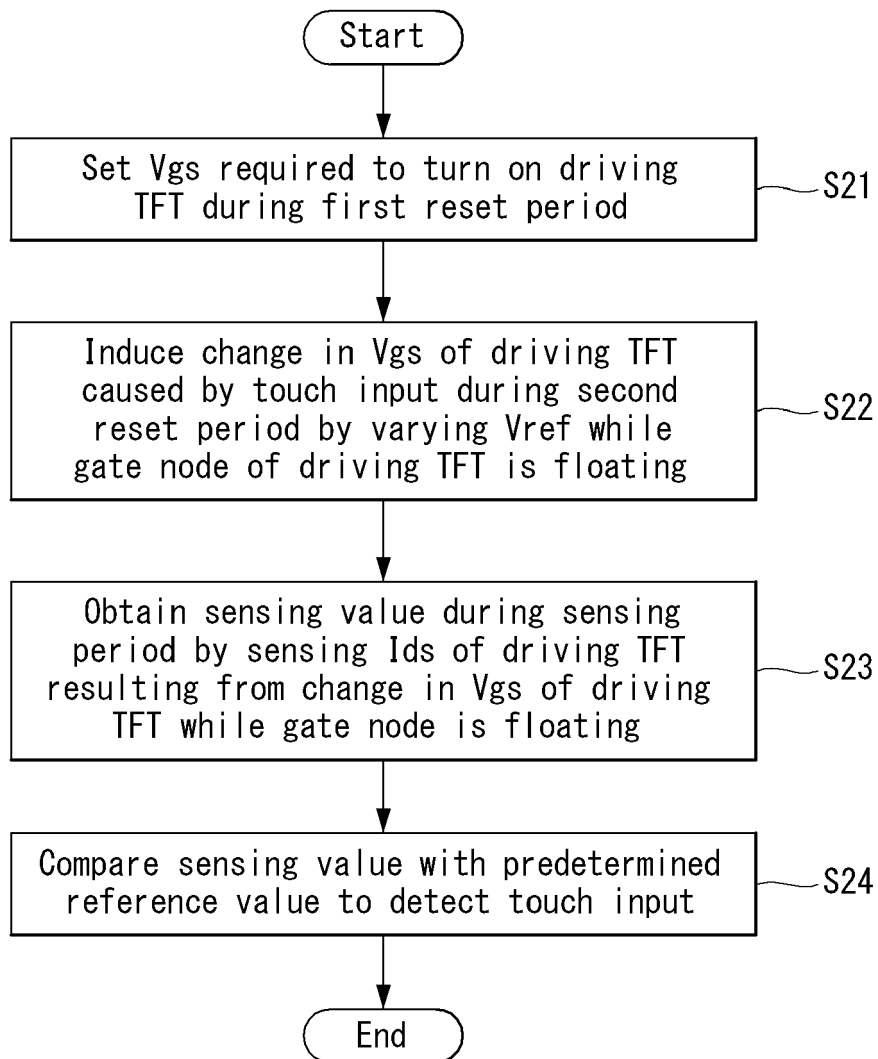 Start
Set Vgs required to turn on driving
TFT during first reset period
S21
Induce change in Vgs of driving TFT
caused by touch input during second
reset period by varying Vref while
gate node of driving TFT is floating
S22
Obtain sensing value during sensing
period by sensing Ids of driving TFT
resulting from change in Vgs of driving
TFT while gate node is floating
S23
Compare sensing value with predetermined
reference value to detect touch input
S24
End